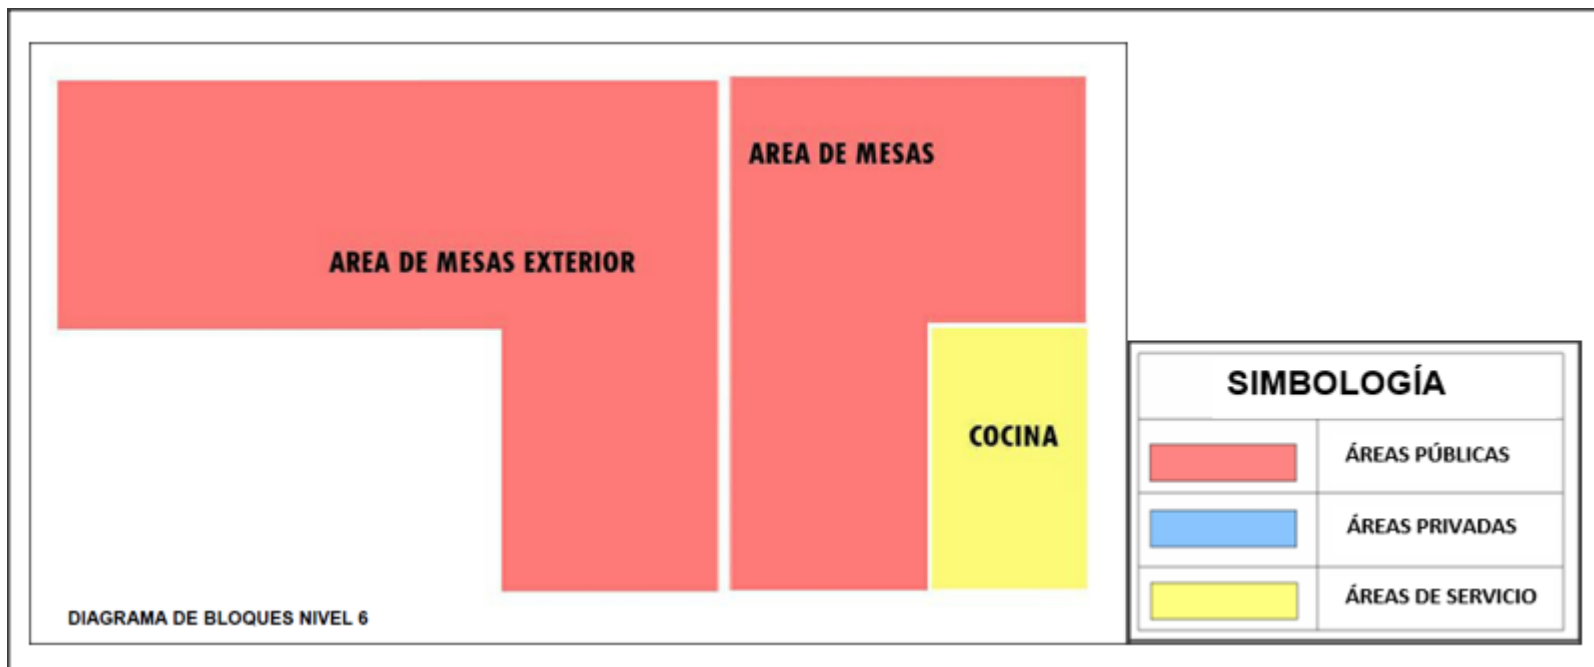 AREA DE MESAS
AREA DE MESAS EXTERIOR
COCINA
DIAGRAMA DE BLOQUES NIVEL 6
SIMBOLOGÍA
ÁREAS PÚBLICAS
ÁREAS PRIVADAS
ÁREAS DE SERVICIO